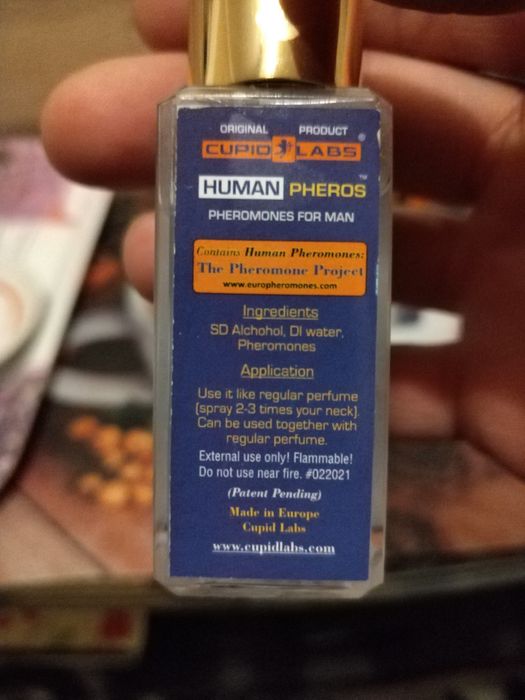 ORIGINAL PRODUCT
CUPID LABS ®
HUMAN PHEROS ™
PHEROMONES FOR MAN
Contains Human Pheromones:
The Pheromone Project
www.europheromones.com
Ingredients
SD Alchohol, DI water,
Pheromones
Application
Use it like regular perfume
(spray 2-3 times your neck).
Can be used together with
regular perfume.
External use only! Flammable!
Do not use near fire. #022021
(Patent Pending)
Made in Europe
Cupid Labs
www.cupidlabs.com